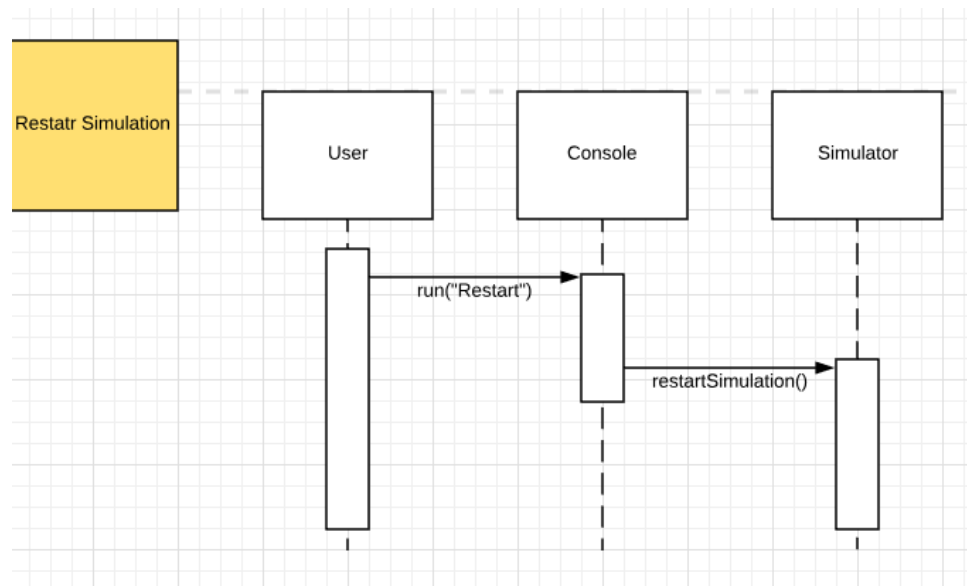 Restatr Simulation
User
Console
Simulator
run("Restart")
restartSimulation()